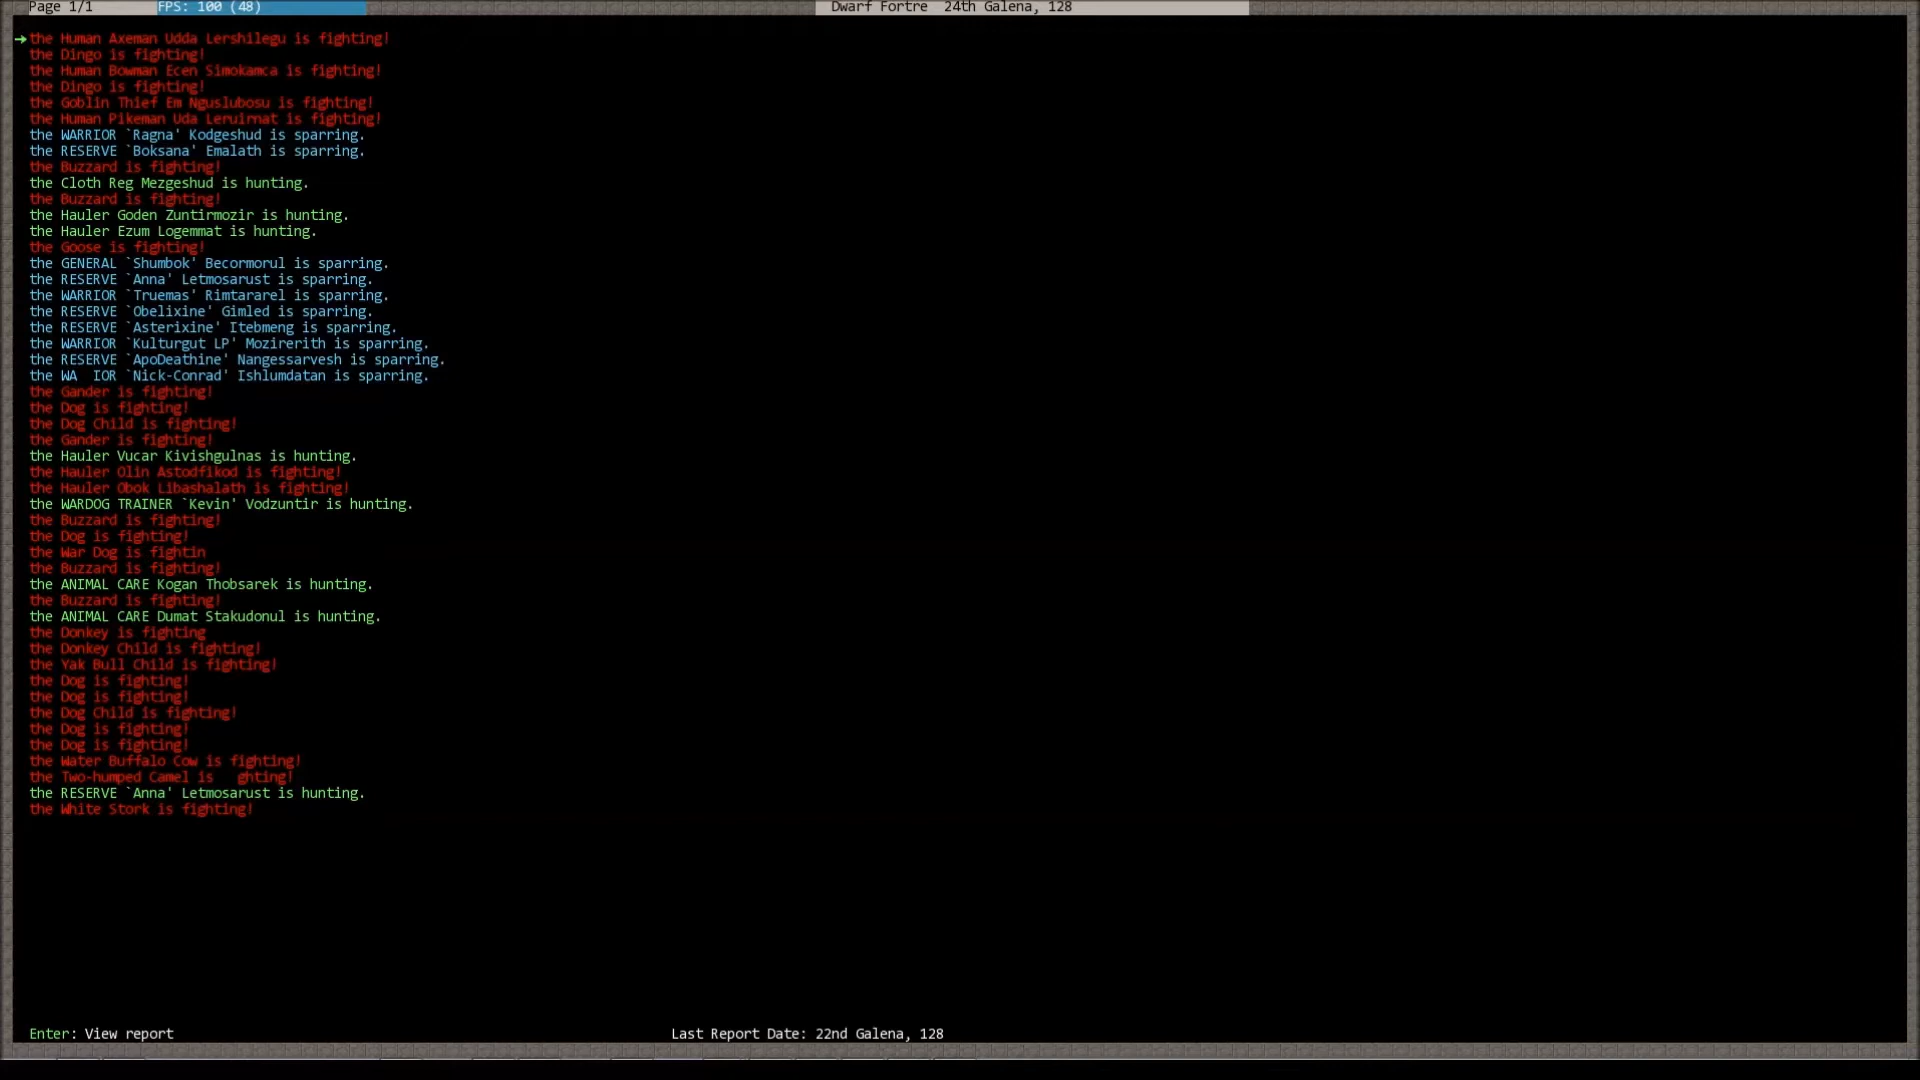 Page 1/1 FPS: 100 (48) Dwarf Fortre 24th Galena, 128
the Human Axeman Udda Lershilegu is fighting!
the Dingo is fighting!
the Human Bowman Ecen Simokamca is fighting!
the Dingo is fighting!
the Goblin Thief Em Nguslubosu is fighting!
the Human Pikeman Uda Leruirmat is fighting!
the WARRIOR `Ragna' Kodgeshud is sparring.
the RESERVE `Boksana' Emalath is sparring.
the Buzzard is fighting!
the Cloth Reg Mezgeshud is hunting.
the Buzzard is fighting!
the Hauler Goden Zuntirmozir is hunting.
the Hauler Ezum Logemmat is hunting.
the Goose is fighting!
the GENERAL `Shumbok' Becormorul is sparring.
the RESERVE `Anna' Letmosarust is sparring.
the WARRIOR `Truemas' Rimtararel is sparring.
the RESERVE `Obelixine' Gimled is sparring.
the RESERVE `Asterixine' Itebmeng is sparring.
the WARRIOR `Kulturgut LP' Mozirerith is sparring.
the RESERVE `ApoDeathine' Nangessarvesh is sparring.
the WA  IOR `Nick-Conrad' Ishlumdatan is sparring.
the Gander is fighting!
the Dog is fighting!
the Dog Child is fighting!
the Gander is fighting!
the Hauler Vucar Kivishgulnas is hunting.
the Hauler Olin Astodfikod is fighting!
the Hauler Obok Libashalath is fighting!
the WARDOG TRAINER `Kevin' Vodzuntir is hunting.
the Buzzard is fighting!
the Dog is fighting!
the War Dog is fightin
the Buzzard is fighting!
the ANIMAL CARE Kogan Thobsarek is hunting.
the Buzzard is fighting!
the ANIMAL CARE Dumat Stakudonul is hunting.
the Donkey is fighting
the Donkey Child is fighting!
the Yak Bull Child is fighting!
the Dog is fighting!
the Dog is fighting!
the Dog Child is fighting!
the Dog is fighting!
the Dog is fighting!
the Water Buffalo Cow is fighting!
the Two-humped Camel is   ghting!
the RESERVE `Anna' Letmosarust is hunting.
the White Stork is fighting!
Enter: View report Last Report Date: 22nd Galena, 128